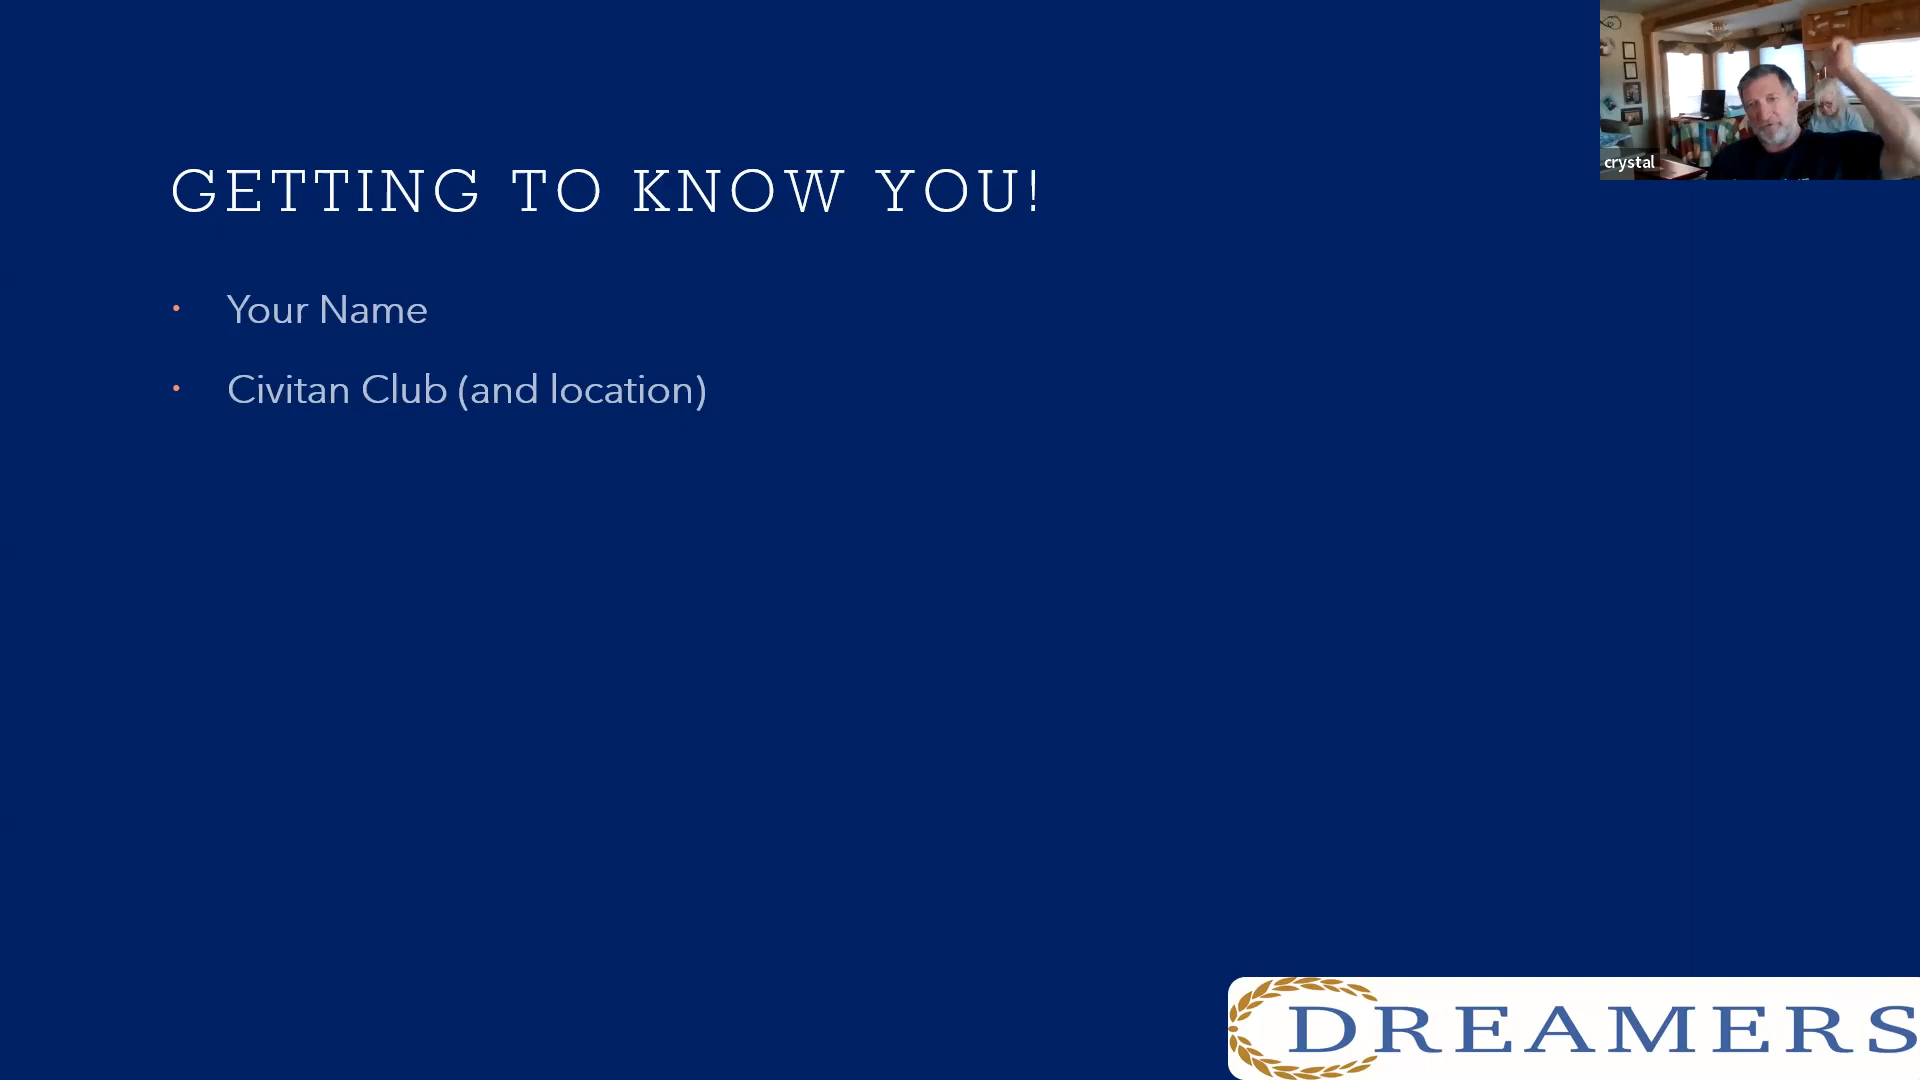 GETTING TO KNOW YOU!
• Your Name
• Civitan Club (and location)
crystal
DREAMERS